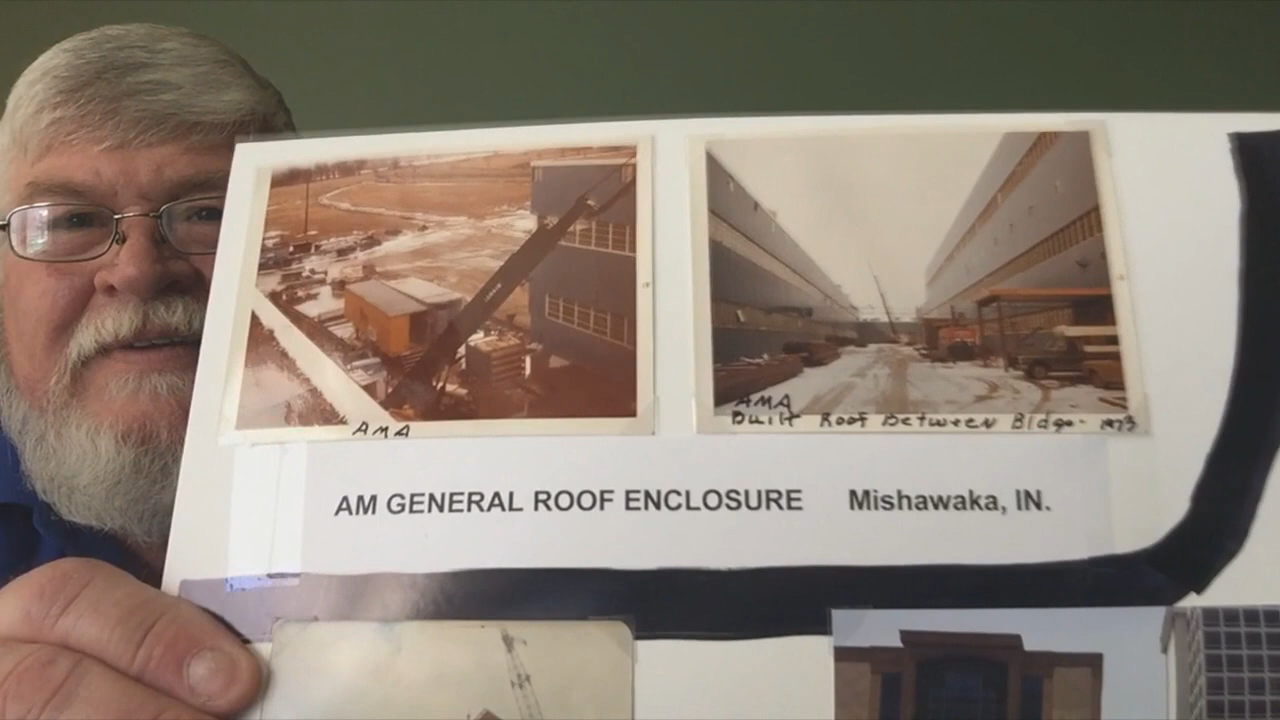 AMA
AMA
Built Roof Between Bldgs. 1973
AM GENERAL ROOF ENCLOSURE Mishawaka, IN.